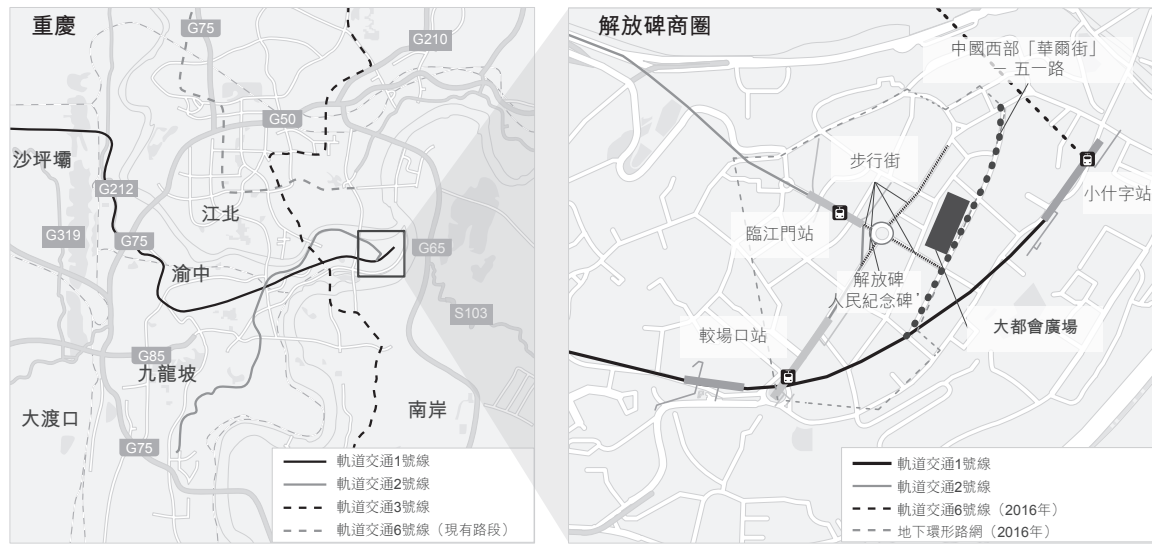 重慶
G75
G210
G50
沙坪壩
G212
江北
G319
G75
渝中
G65
S103
G85
九龍坡
大渡口
南岸
G75
軌道交通1號線
軌道交通2號線
軌道交通3號線
軌道交通6號線（現有路段）
解放碑商圈
中國西部「華爾街」
－ 五一路
步行街
小什字站
臨江門站
解放碑
人民紀念碑’
大都會廣場
較場口站
軌道交通1號線
軌道交通2號線
軌道交通6號線（2016年）
地下環形路網（2016年）